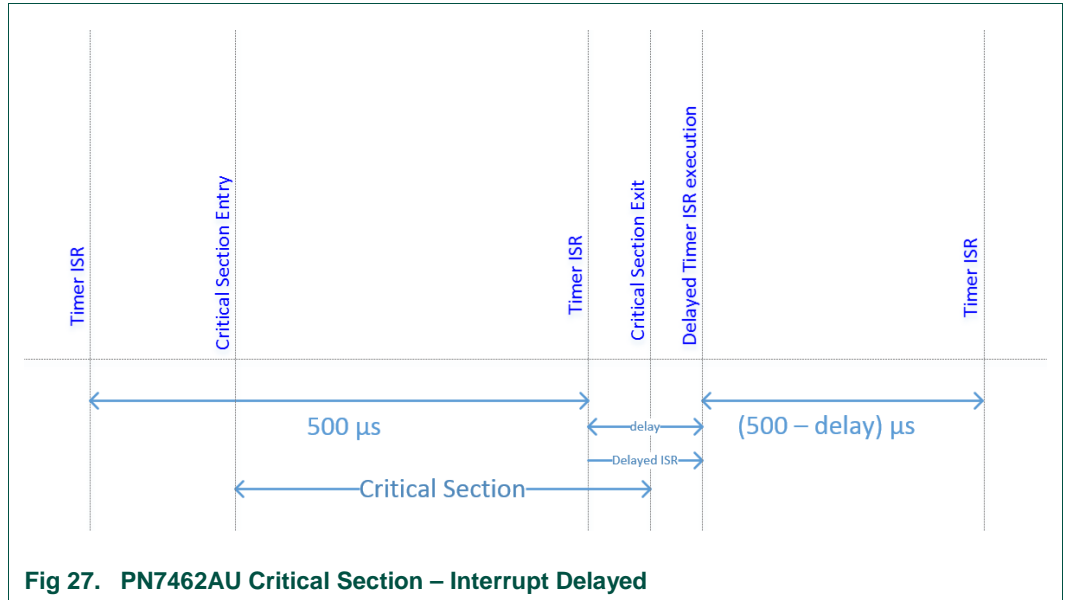 Timer ISR
Critical Section Entry
Timer ISR
Critical Section Exit
Delayed Timer ISR execution
Timer ISR
500 µs
delay
(500 – delay) µs
Delayed ISR
Critical Section
Fig 27. PN7462AU Critical Section – Interrupt Delayed